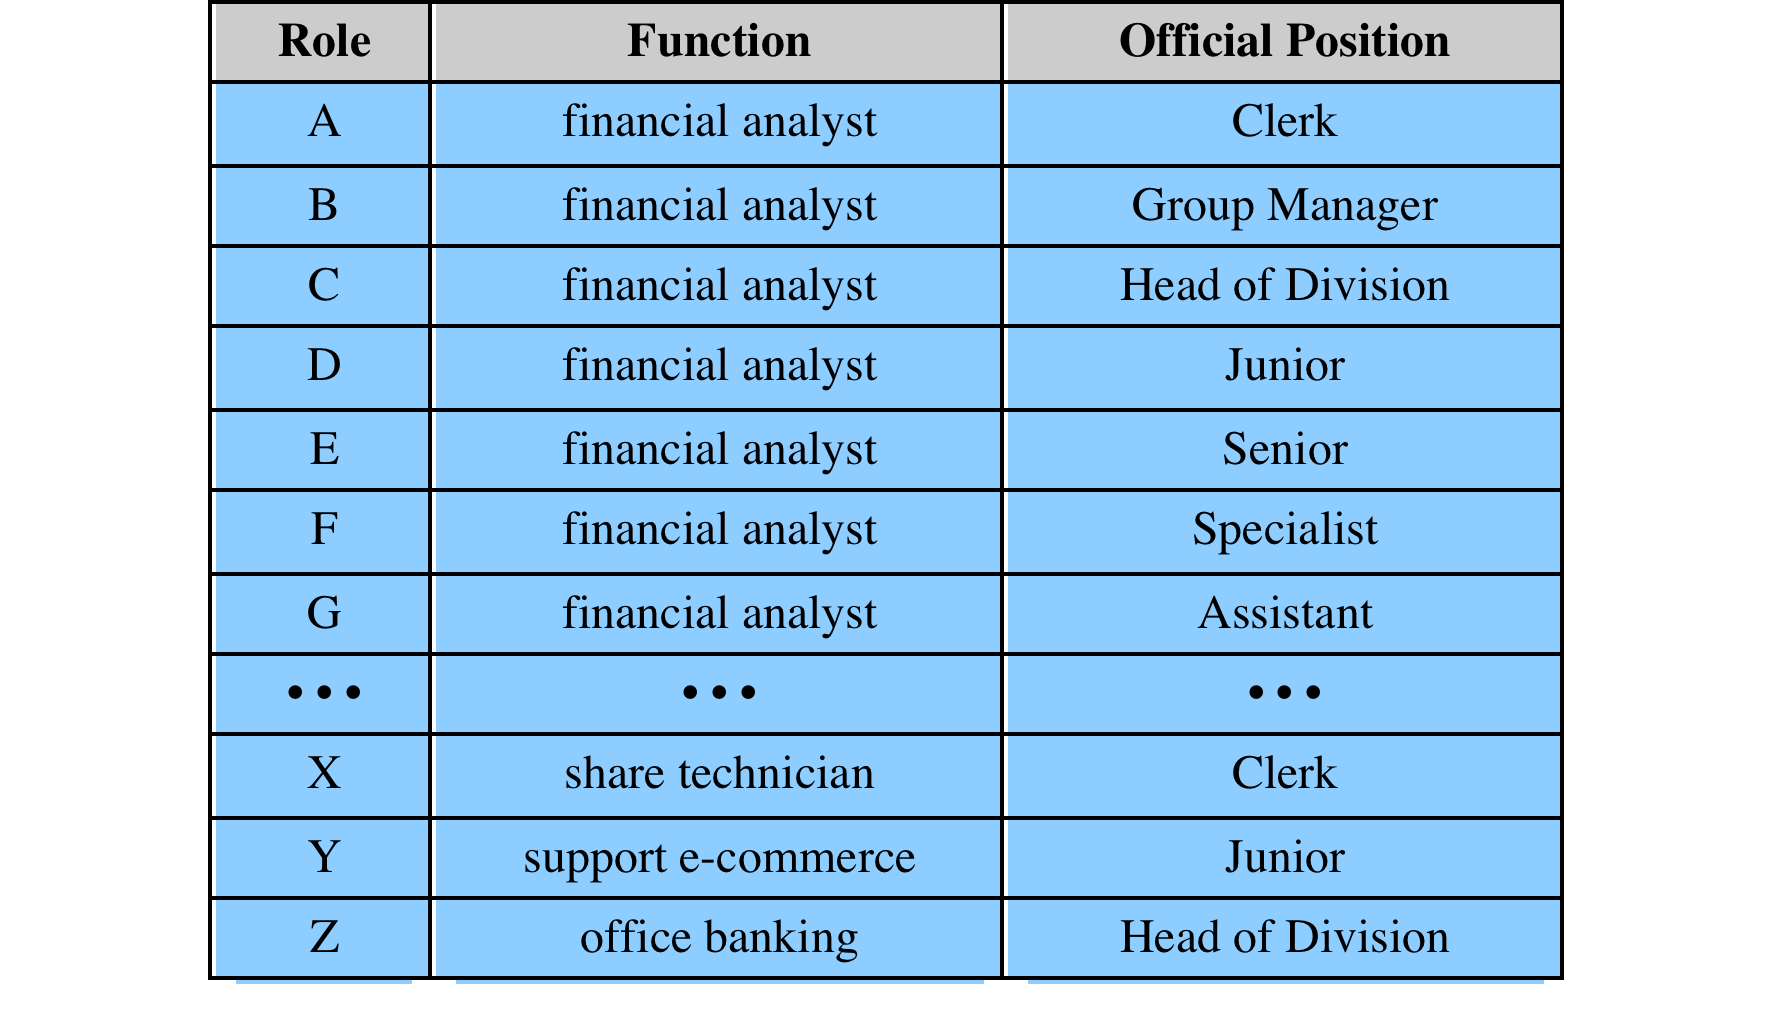 Role Function Official Position
A financial analyst Clerk
B financial analyst Group Manager
C financial analyst Head of Division
D financial analyst Junior
E financial analyst Senior
F financial analyst Specialist
G financial analyst Assistant
••• ••• •••
X share technician Clerk
Y support e-commerce Junior
Z office banking Head of Division